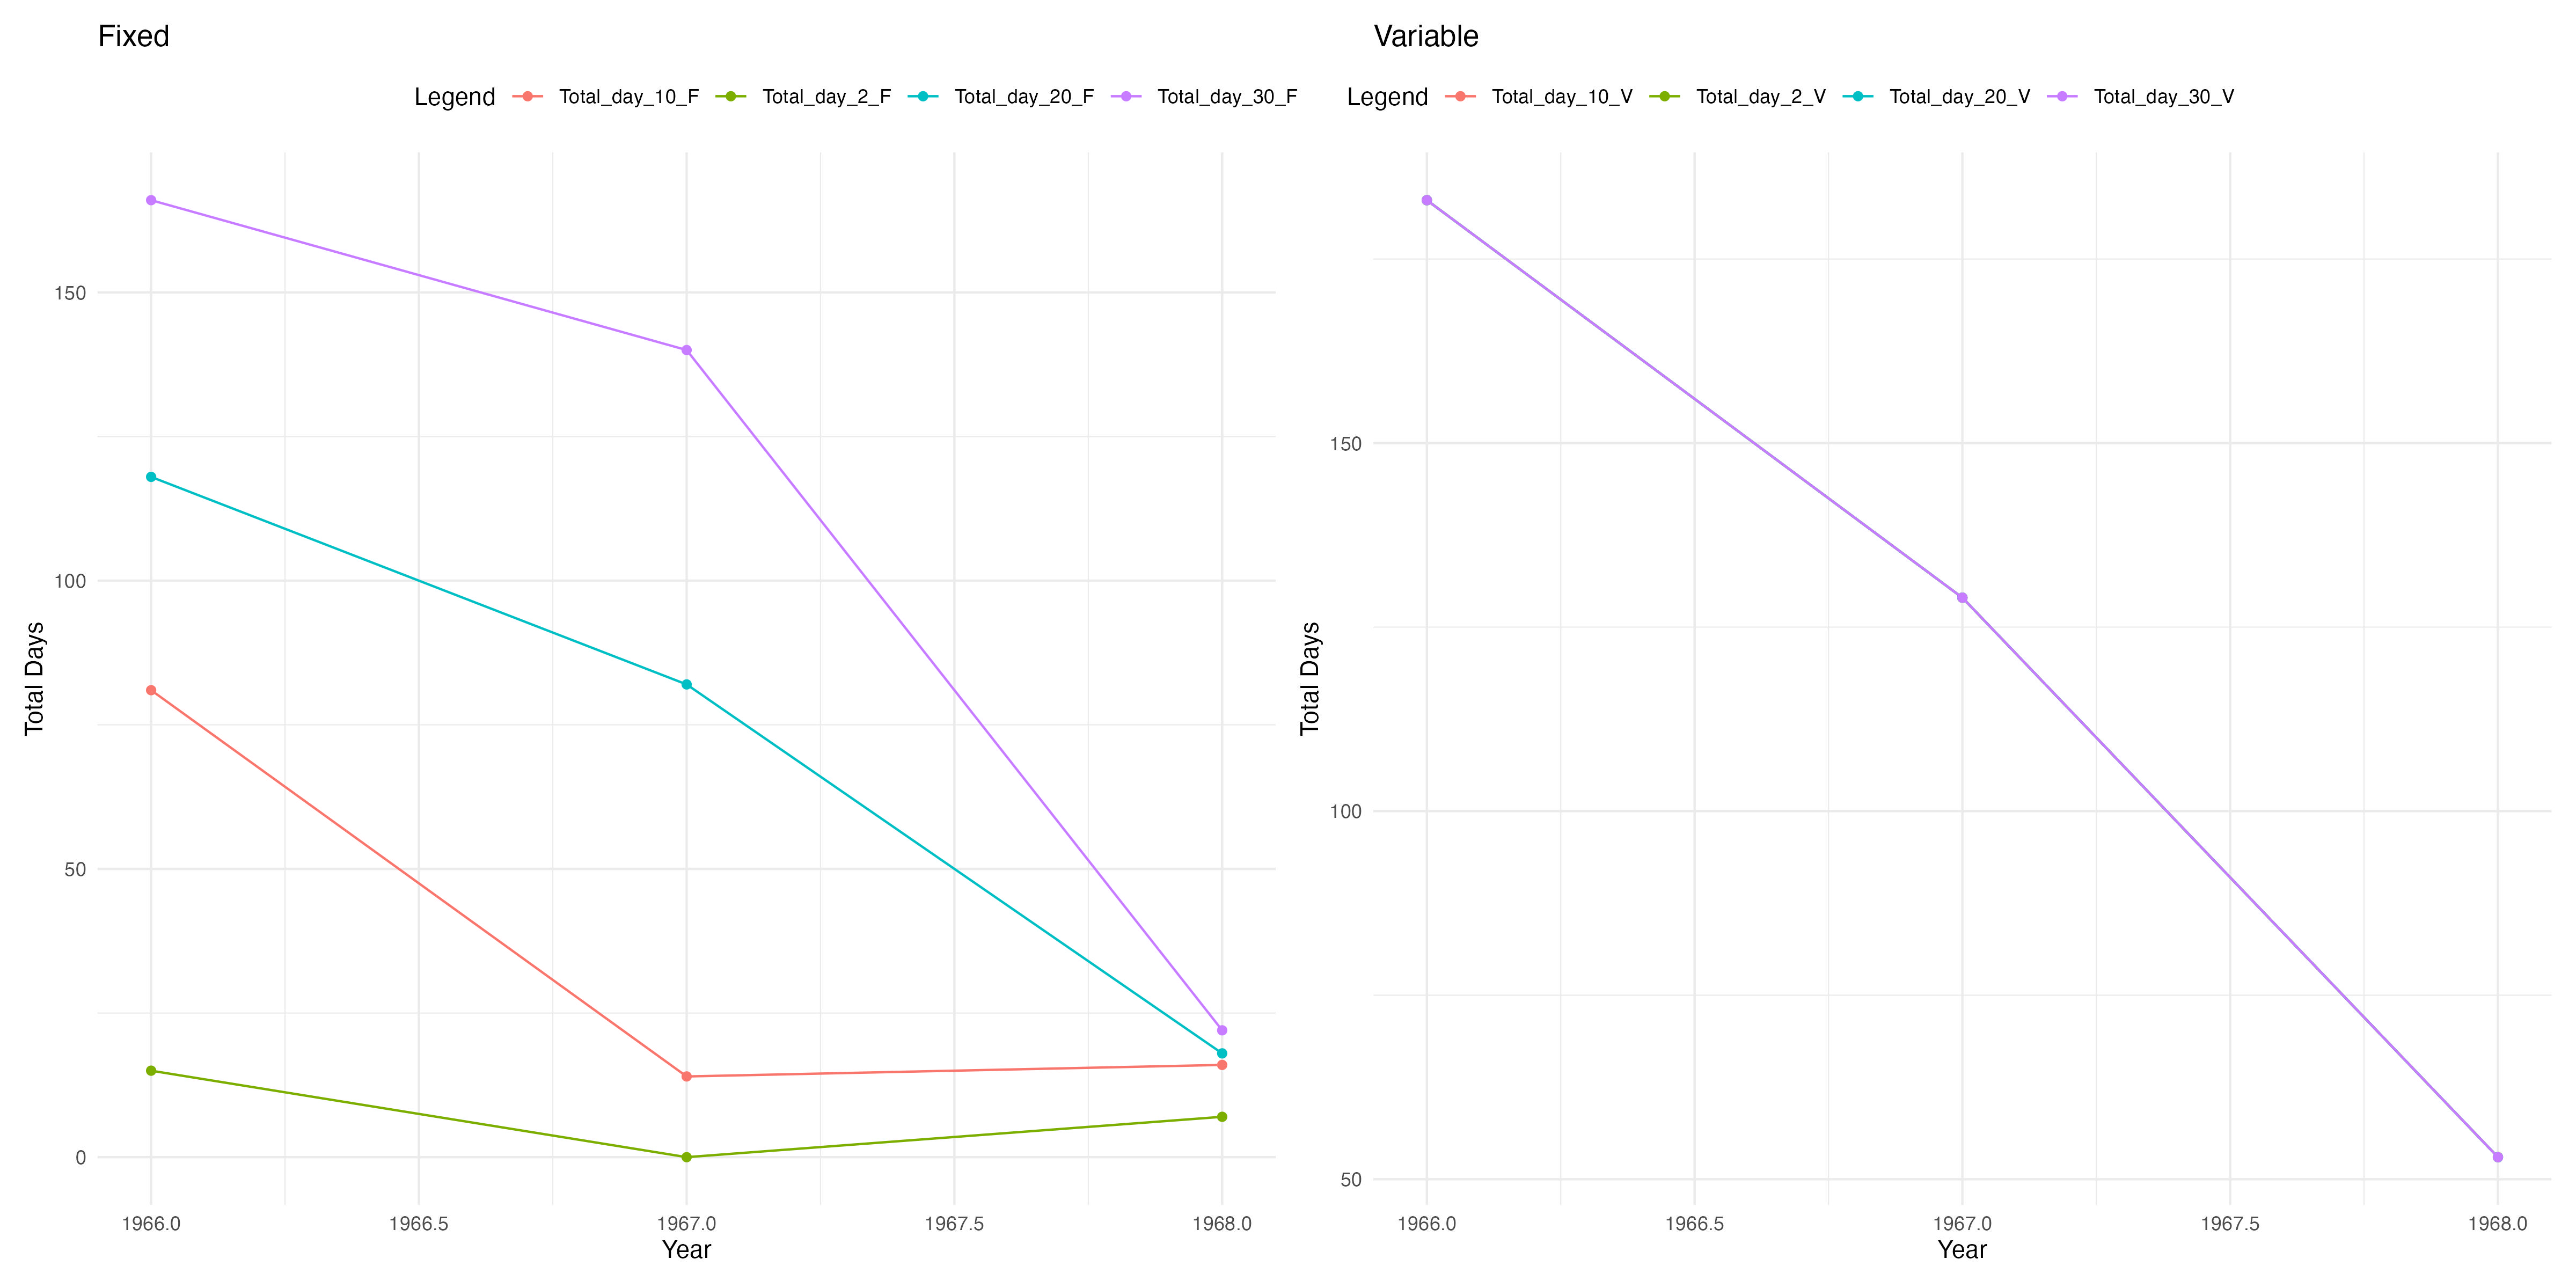 Fixed
Legend Total_day_10_F Total_day_2_F Total_day_20_F Total_day_30_F
150
100
50
0
Total Days
1966.0 1966.5 1967.0 1967.5 1968.0
Year
Variable
Legend Total_day_10_V Total_day_2_V Total_day_20_V Total_day_30_V
150
100
50
Total Days
1966.0 1966.5 1967.0 1967.5 1968.0
Year